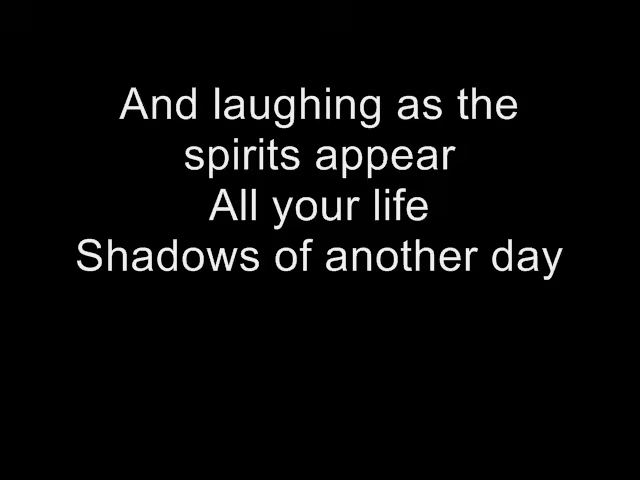 And laughing as the
spirits appear
All your life
Shadows of another day